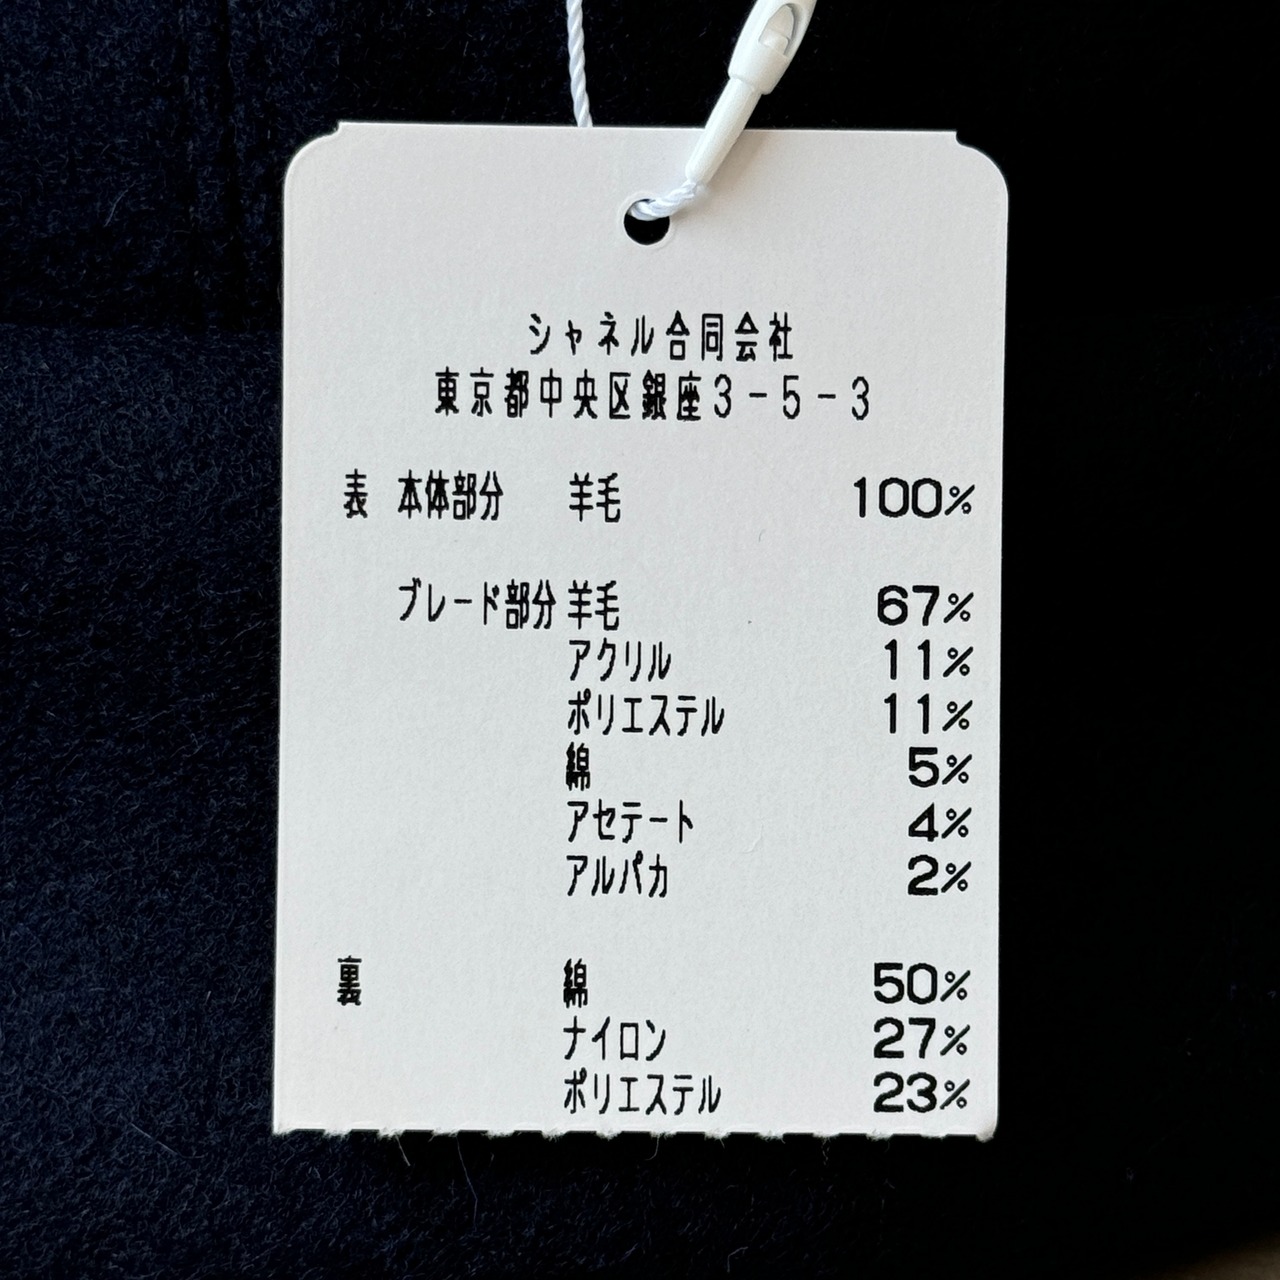 シャネル合同会社
東京都中央区銀座3-5-3
表 本体部分 羊毛 100%
ブレード部分 羊毛 67%
アクリル 11%
ポリエステル 11%
綿 5%
アセテート 4%
アルパカ 2%
裏 綿 50%
ナイロン 27%
ポリエステル 23%